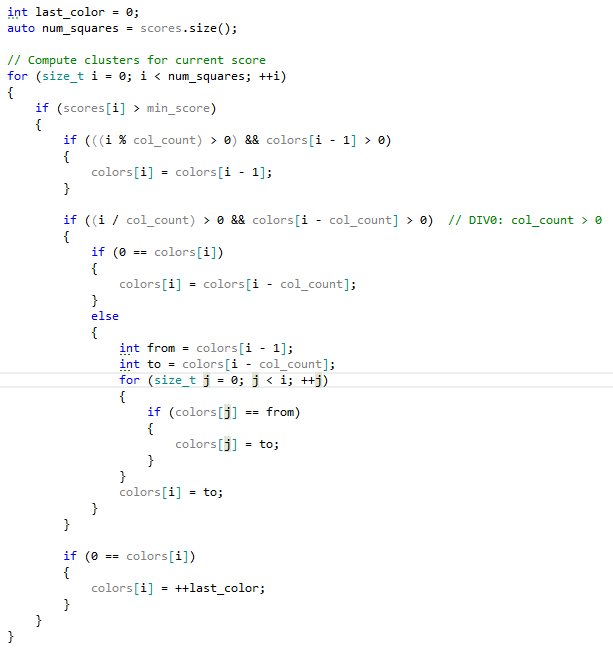 int last_color = 0;
auto num_squares = scores.size();

// Compute clusters for current score
for (size_t i = 0; i < num_squares; ++i)
{
    if (scores[i] > min_score)
    {
        if (((i % col_count) > 0) && colors[i - 1] > 0)
        {
            colors[i] = colors[i - 1];
        }

        if ((i / col_count) > 0 && colors[i - col_count] > 0)  // DIV0: col_count > 0
        {
            if (0 == colors[i])
            {
                colors[i] = colors[i - col_count];
            }
            else
            {
                int from = colors[i - 1];
                int to = colors[i - col_count];
                for (size_t j = 0; j < i; ++j)
                {
                    if (colors[j] == from)
                    {
                        colors[j] = to;
                    }
                }
                colors[i] = to;
            }
        }

        if (0 == colors[i])
        {
            colors[i] = ++last_color;
        }
    }
}